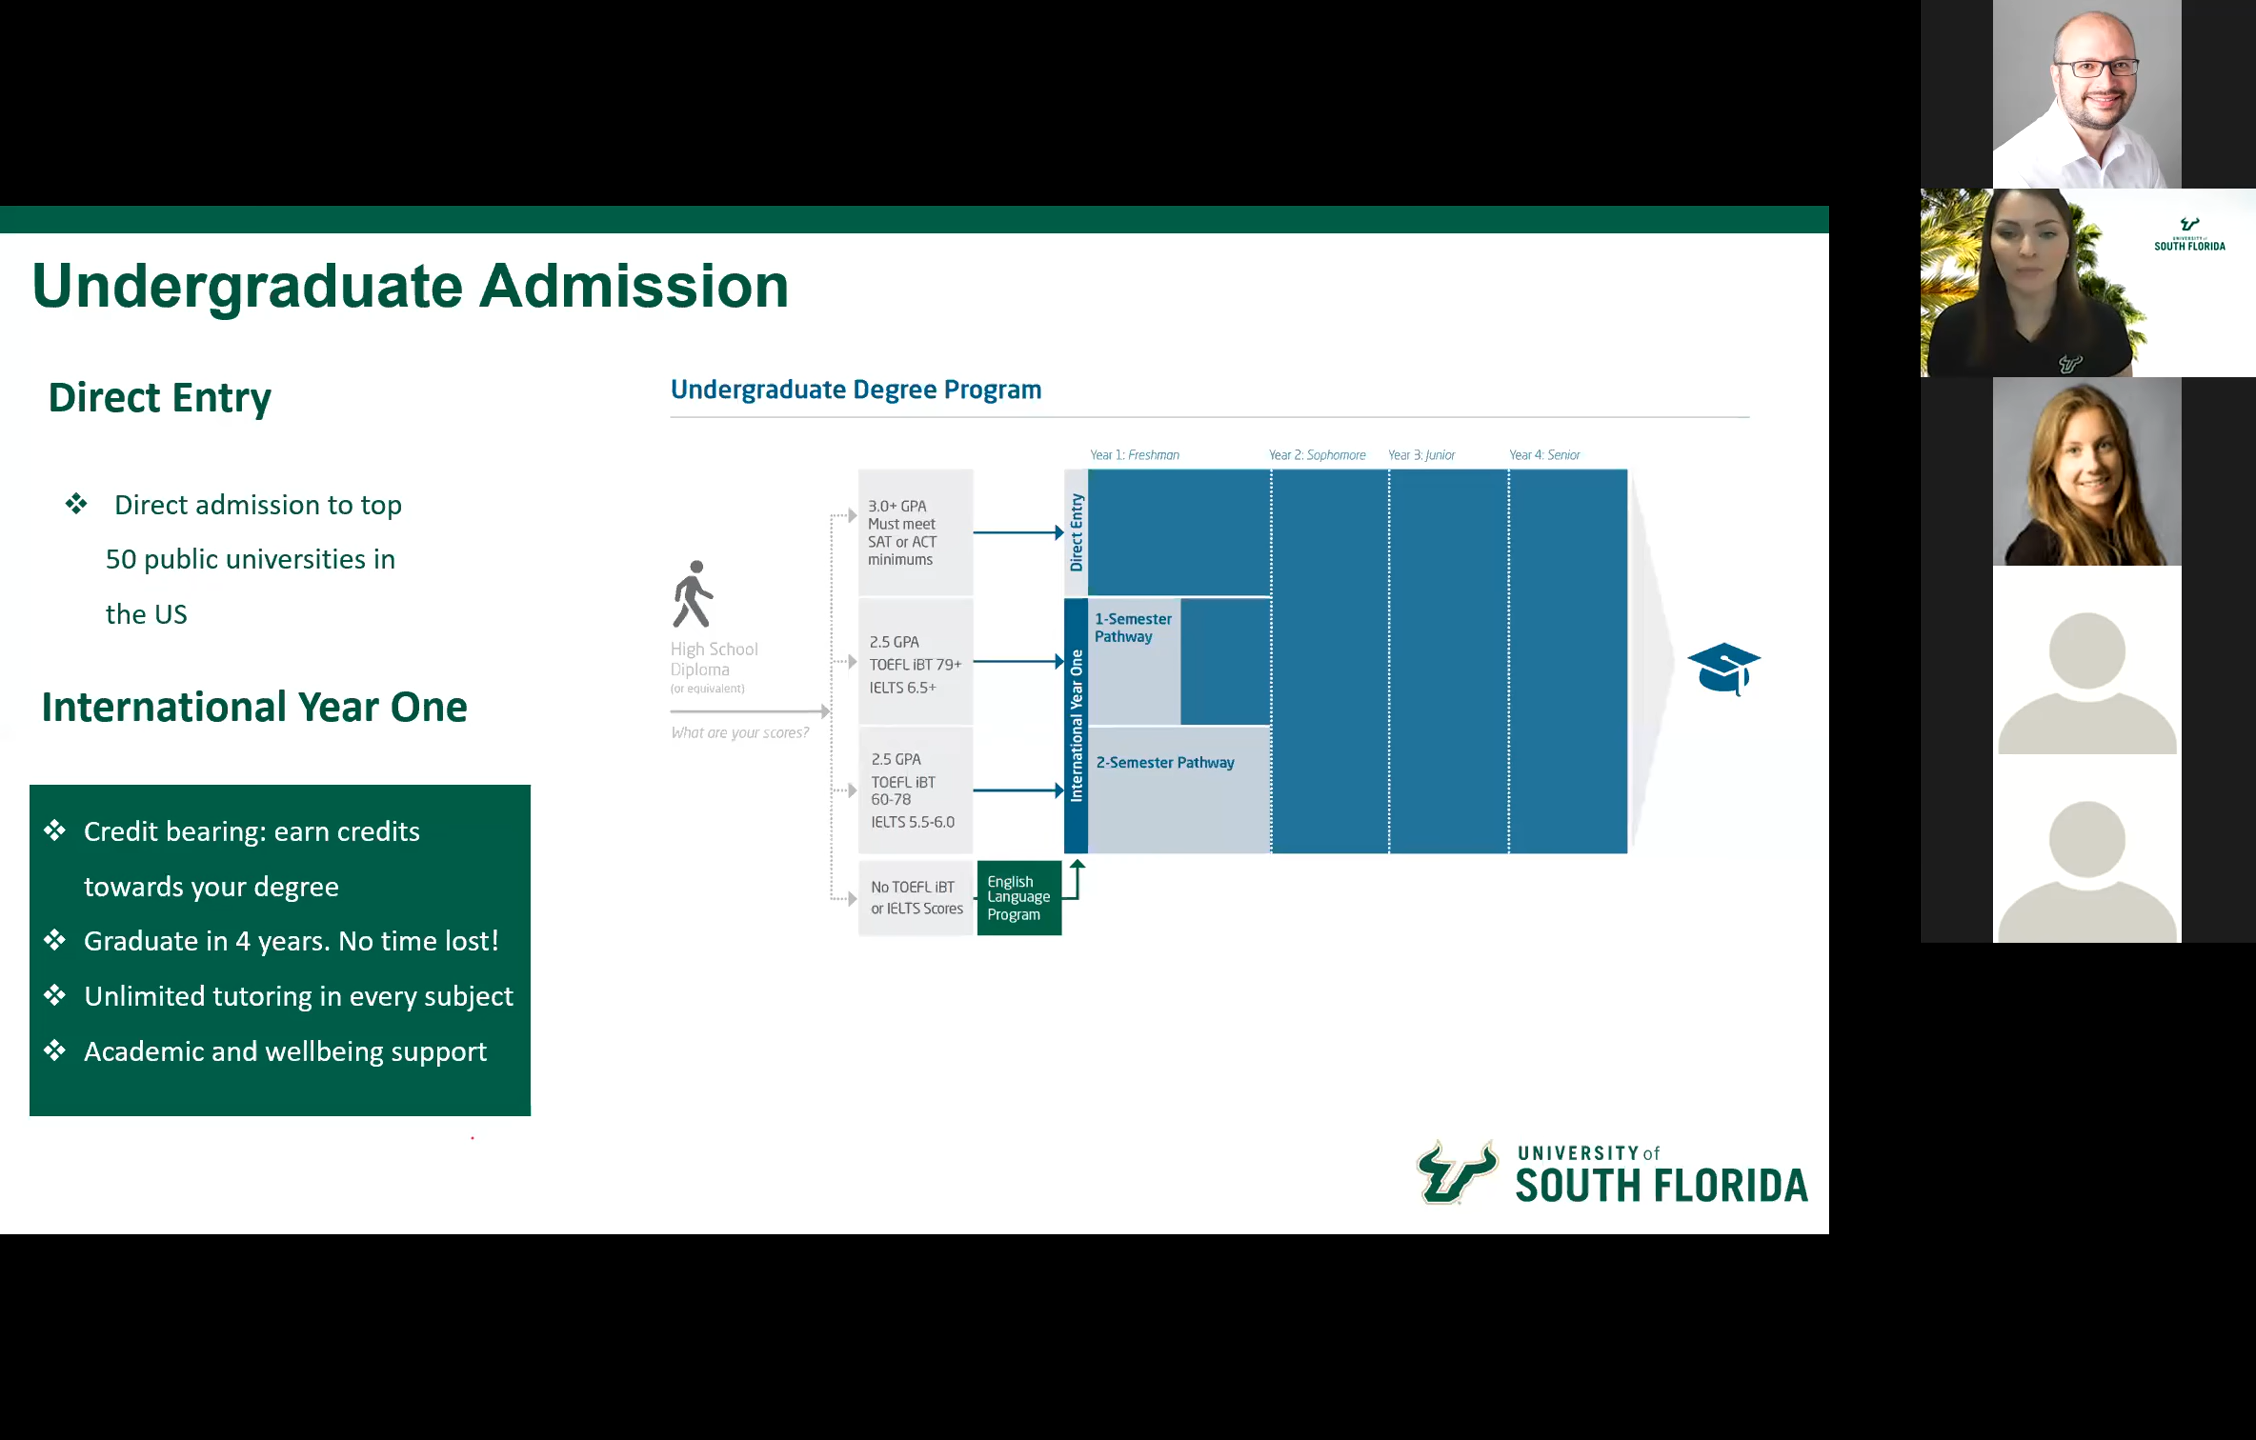 Undergraduate Admission
Direct Entry
❖ Direct admission to top
50 public universities in
the US
International Year One
❖ Credit bearing: earn credits
towards your degree
❖ Graduate in 4 years. No time lost!
❖ Unlimited tutoring in every subject
❖ Academic and wellbeing support
Undergraduate Degree Program
Year 1: Freshman
Year 2: Sophomore
Year 3: Junior
Year 4: Senior
High School
Diploma
(or equivalent)
What are your scores?
3.0+ GPA
Must meet
SAT or ACT
minimums
Direct Entry
2.5 GPA
TOEFL iBT 79+
IELTS 6.5+
International Year One
1-Semester
Pathway
2.5 GPA
TOEFL iBT
60-78
IELTS 5.5-6.0
2-Semester Pathway
No TOEFL iBT
or IELTS Scores
English
Language
Program
UNIVERSITY of
SOUTH FLORIDA
UNIVERSITY of
SOUTH FLORIDA